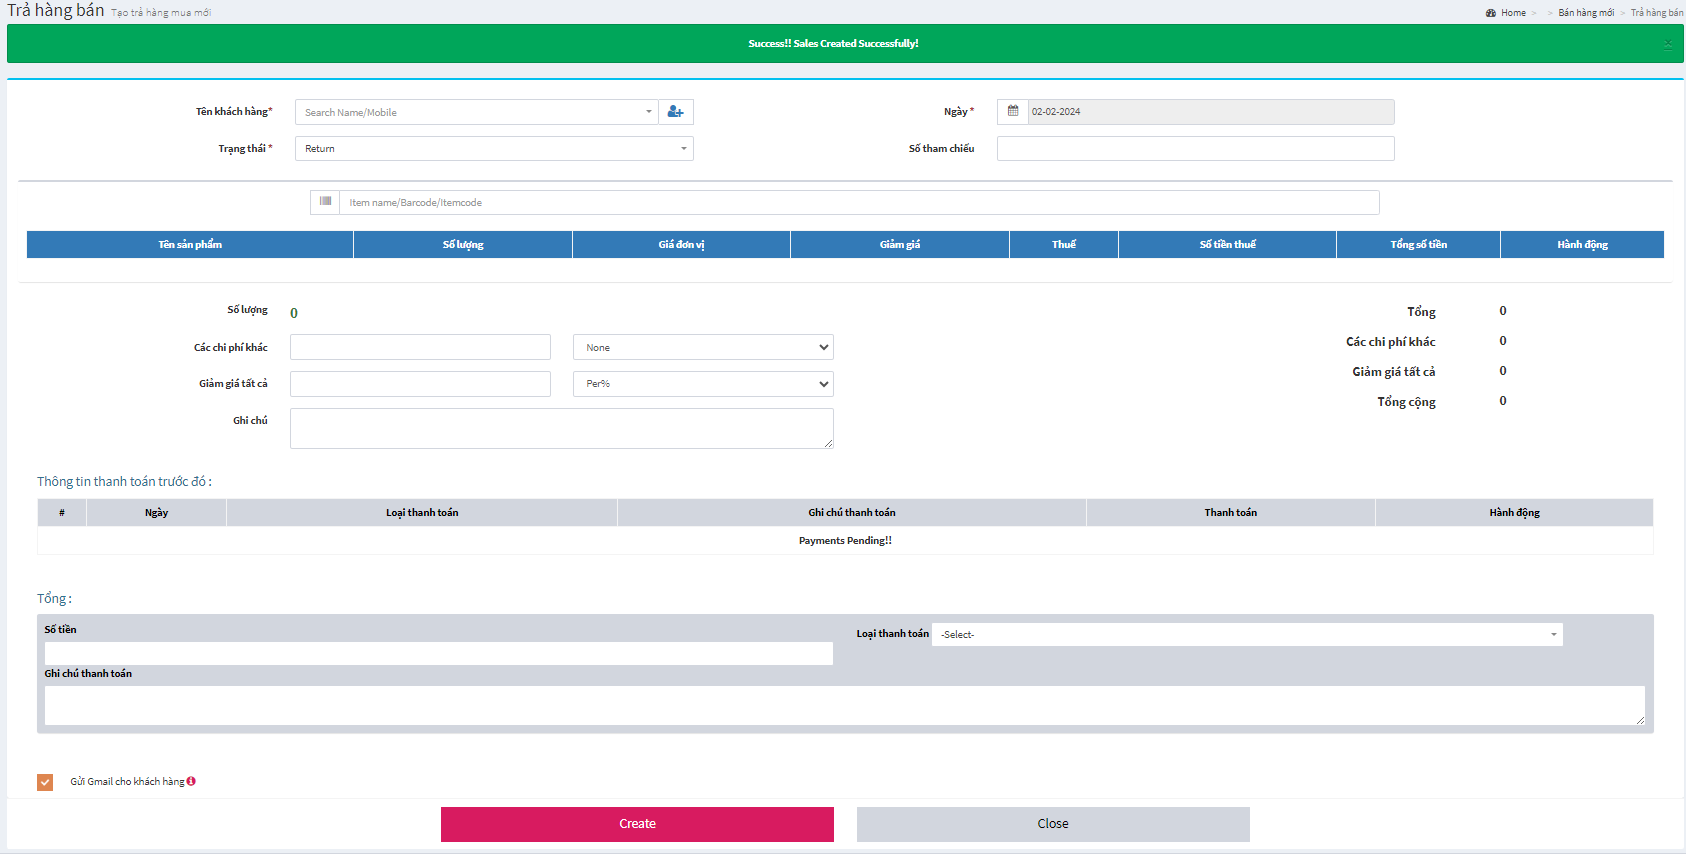 Trả hàng bán Tạo trả hàng mua mới
Home > > Bán hàng mới > Trả hàng bán
Success!! Sales Created Successfully!
×
Tên khách hàng* Search Name/Mobile
Ngày * 02-02-2024
Trạng thái * Return
Số tham chiếu
Item name/Barcode/Itemcode
Tên sản phẩm Số lượng Giá đơn vị Giảm giá Thuế Số tiền thuế Tổng số tiền Hành động
Số lượng 0
Tổng 0
Các chi phí khác None
Các chi phí khác 0
Giảm giá tất cả Per%
Giảm giá tất cả 0
Tổng cộng 0
Ghi chú
Thông tin thanh toán trước đó :
# Ngày Loại thanh toán Ghi chú thanh toán Thanh toán Hành động
Payments Pending!!
Tổng :
Số tiền
Loại thanh toán -Select-
Ghi chú thanh toán
Gửi Gmail cho khách hàng
Create Close